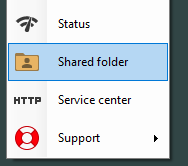 Status
Shared folder
HTTP Service center
Support